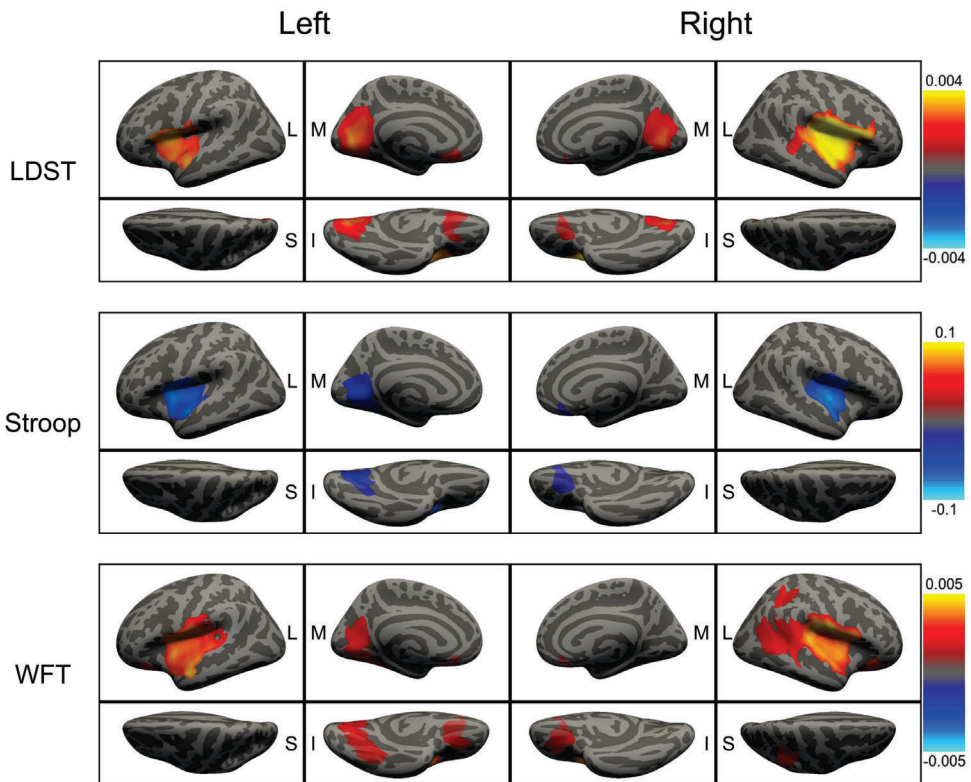 Left Right
0.004
L M M L
LDST
S I I S
-0.004
0.1
L M M L
Stroop
S I I S
-0.1
0.005
L M M L
WFT
S I I S
-0.005